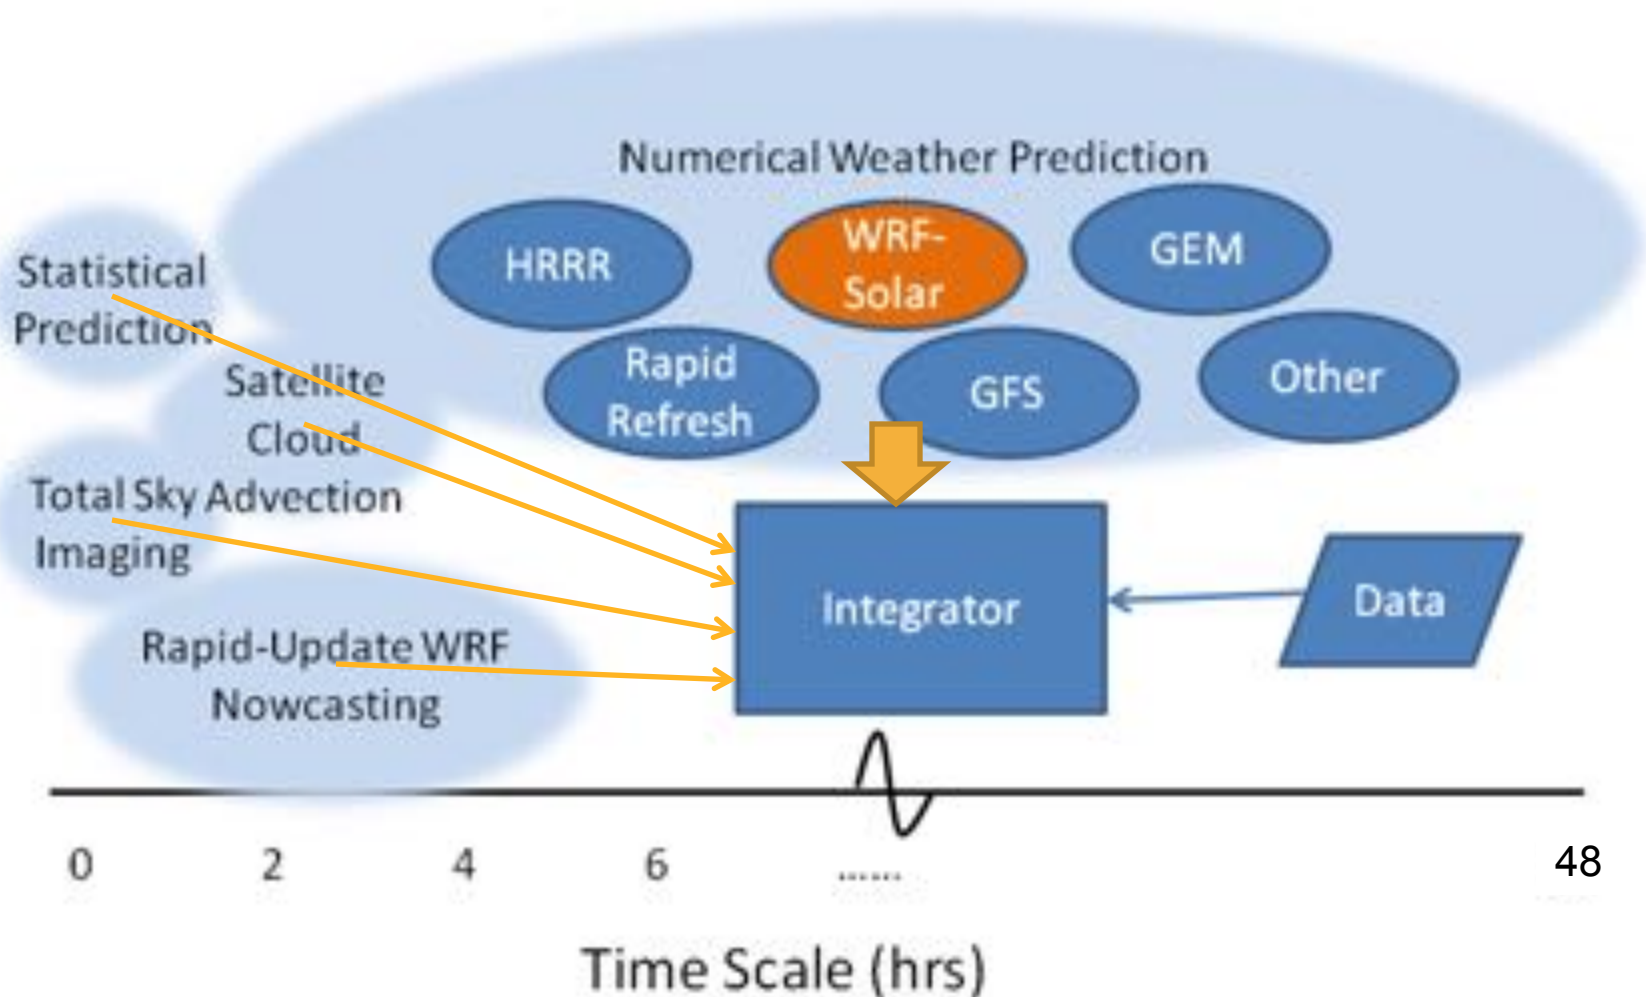 Numerical Weather Prediction
HRRR
WRF-
Solar
GEM
Rapid
Refresh
GFS
Other
Statistical
Prediction
Satellite
Cloud
Advection
Total Sky
Imaging
Rapid-Update WRF
Nowcasting
Integrator
Data
0 2 4 6 ...... 48
Time Scale (hrs)